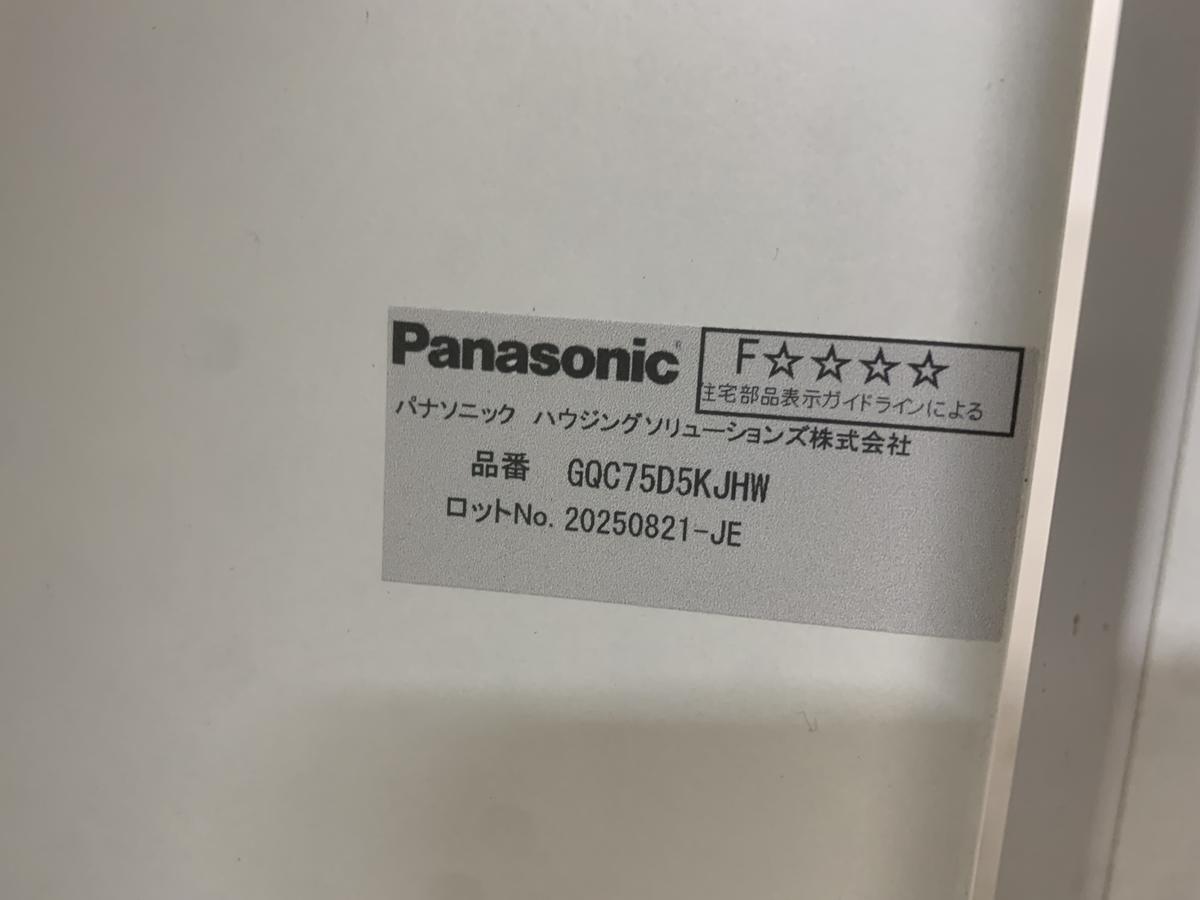 Panasonic®
F☆☆☆☆
住宅部品表示ガイドラインによる
パナソニック ハウジングソリューションズ株式会社
品番 GQC75D5KJHW
ロットNo. 20250821-JE